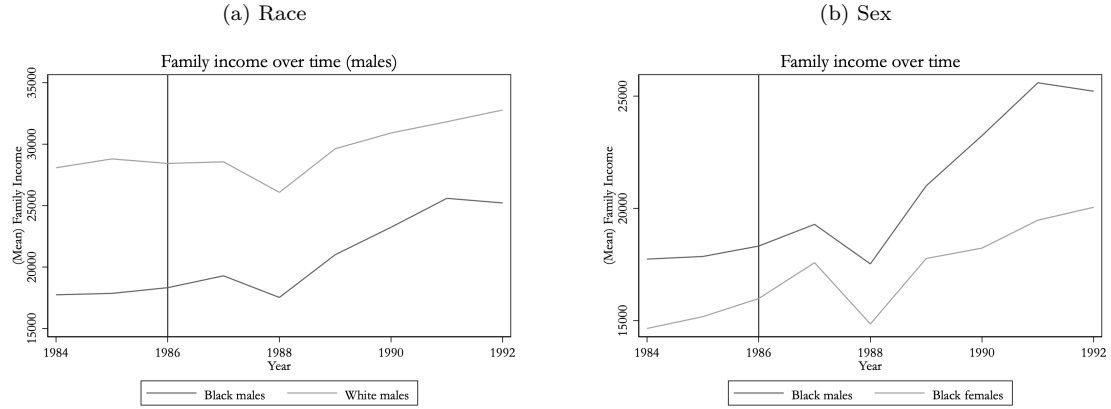 (a) Race
Family income over time (males)
(Mean) Family Income
35000
30000
25000
20000
15000
1984 1986 1988 1990 1992
Year
Black males White males
(b) Sex
Family income over time
(Mean) Family Income
25000
20000
15000
1984 1986 1988 1990 1992
Year
Black males Black females